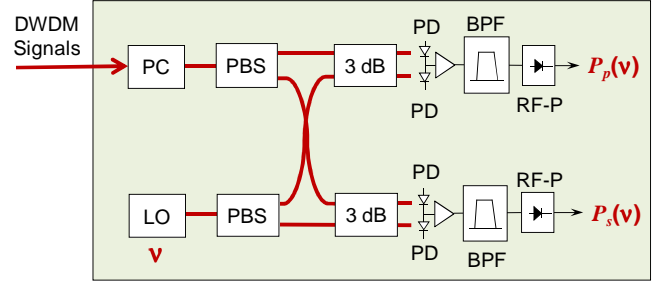 DWDM
Signals
PC
PBS
3 dB
PD
PD
BPF
RF-P
Pp(ν)
LO
ν
PBS
3 dB
PD
PD
BPF
RF-P
Ps(ν)